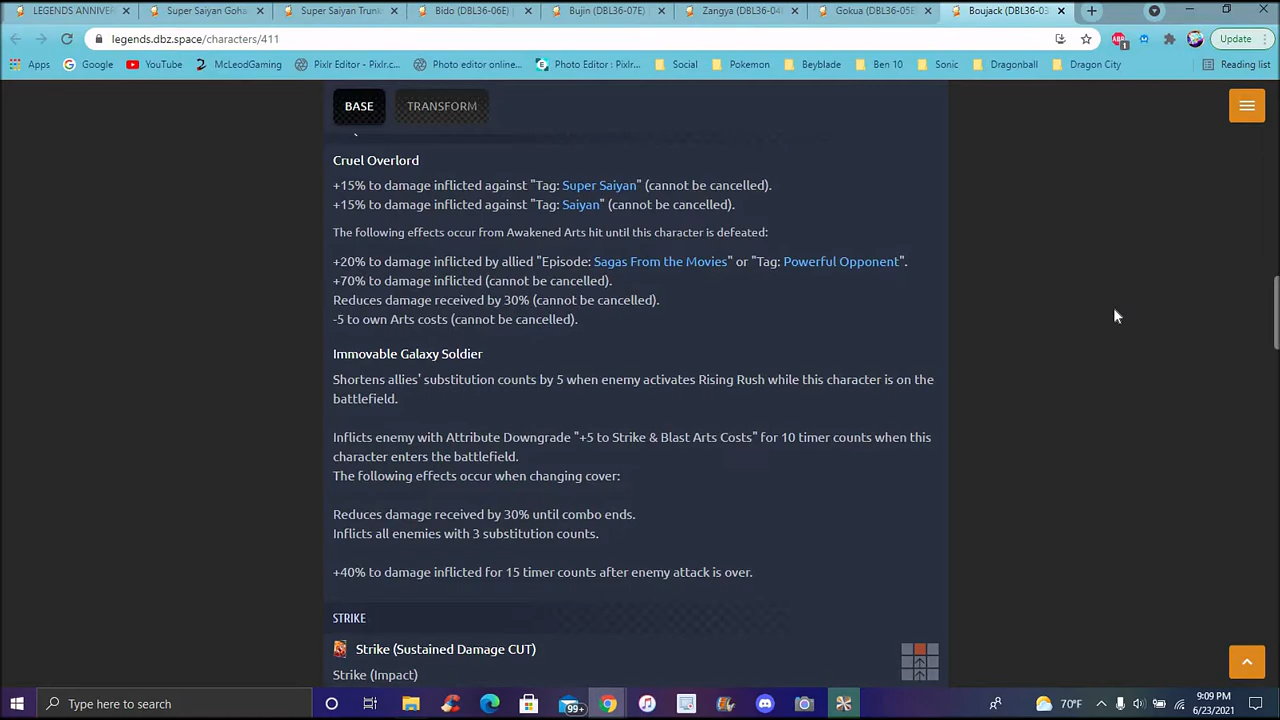 LEGENDS ANNIVER
Super Saiyan Goha
Super Saiyan Trunk
Bido (DBL36-06E)
Bujin (DBL36-07E)
Zangya (DBL36-04
Gokua (DBL36-05E
Boujack (DBL36-03
legends.dbz.space/characters/411
ABP
1
Update
Apps
Google
YouTube
McLeodGaming
Pixlr Editor - Pixlr.c...
Photo editor online...
Photo Editor : Pixlr...
Social
Pokemon
Beyblade
Ben 10
Sonic
Dragonball
Dragon City
Reading list
BASE
TRANSFORM
Cruel Overlord
+15% to damage inflicted against "Tag: Super Saiyan" (cannot be cancelled).
+15% to damage inflicted against "Tag: Saiyan" (cannot be cancelled).
The following effects occur from Awakened Arts hit until this character is defeated:
+20% to damage inflicted by allied "Episode: Sagas From the Movies" or "Tag: Powerful Opponent".
+70% to damage inflicted (cannot be cancelled).
Reduces damage received by 30% (cannot be cancelled).
-5 to own Arts costs (cannot be cancelled).
Immovable Galaxy Soldier
Shortens allies' substitution counts by 5 when enemy activates Rising Rush while this character is on the
battlefield.
Inflicts enemy with Attribute Downgrade "+5 to Strike & Blast Arts Costs" for 10 timer counts when this
character enters the battlefield.
The following effects occur when changing cover:
Reduces damage received by 30% until combo ends.
Inflicts all enemies with 3 substitution counts.
+40% to damage inflicted for 15 timer counts after enemy attack is over.
STRIKE
Strike (Sustained Damage CUT)
Strike (Impact)
Type here to search
99+
70°F
9:09 PM
6/23/2021